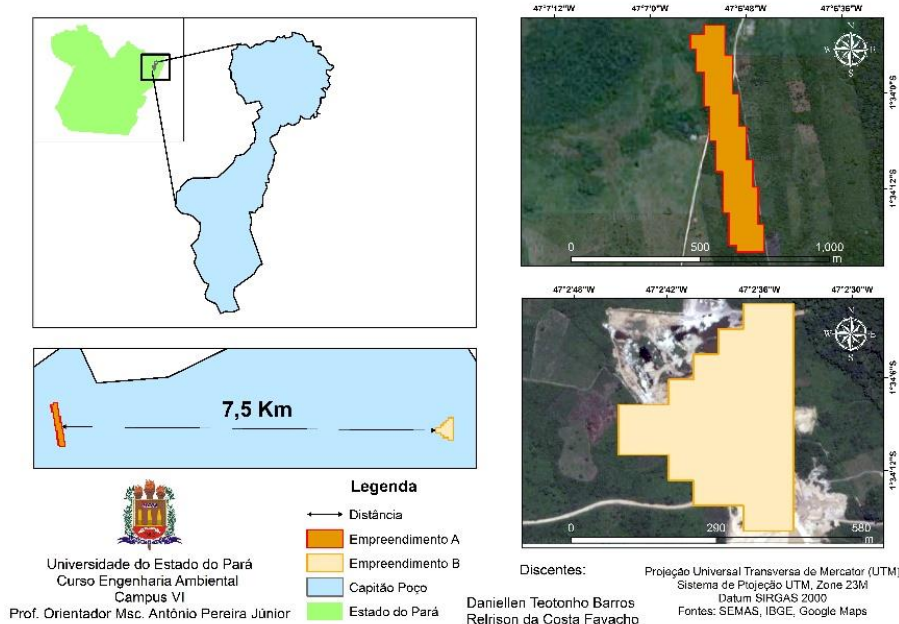 47°7'12"W 47°7'0"W 47°6'48"W 47°6'36"W
1°34'0"S
1°34'12"S
W
S
0 500 1,000
m
7,5 Km
47°2'48"W 47°2'42"W 47°2'36"W 47°2'30"W
N
W E
S
1°34'6"S
1°34'12"S
0 290 580
m
Legenda
Distância
Empreendimento A
Empreendimento B
Capitão Poço
Estado do Pará
Universidade do Estado do Pará
Curso Engenharia Ambiental
Campus VI
Prof. Orientador Msc. Antônio Pereira Júnior
Discentes:
Daniellen Teotonho Barros
Relrison da Costa Favacho
Projeção Universal Transversa de Mercator (UTM)
Sistema de Ptojeção UTM, Zone 23M
Datum SIRGAS 2000
Fontes: SEMAS, IBGE, Google Maps